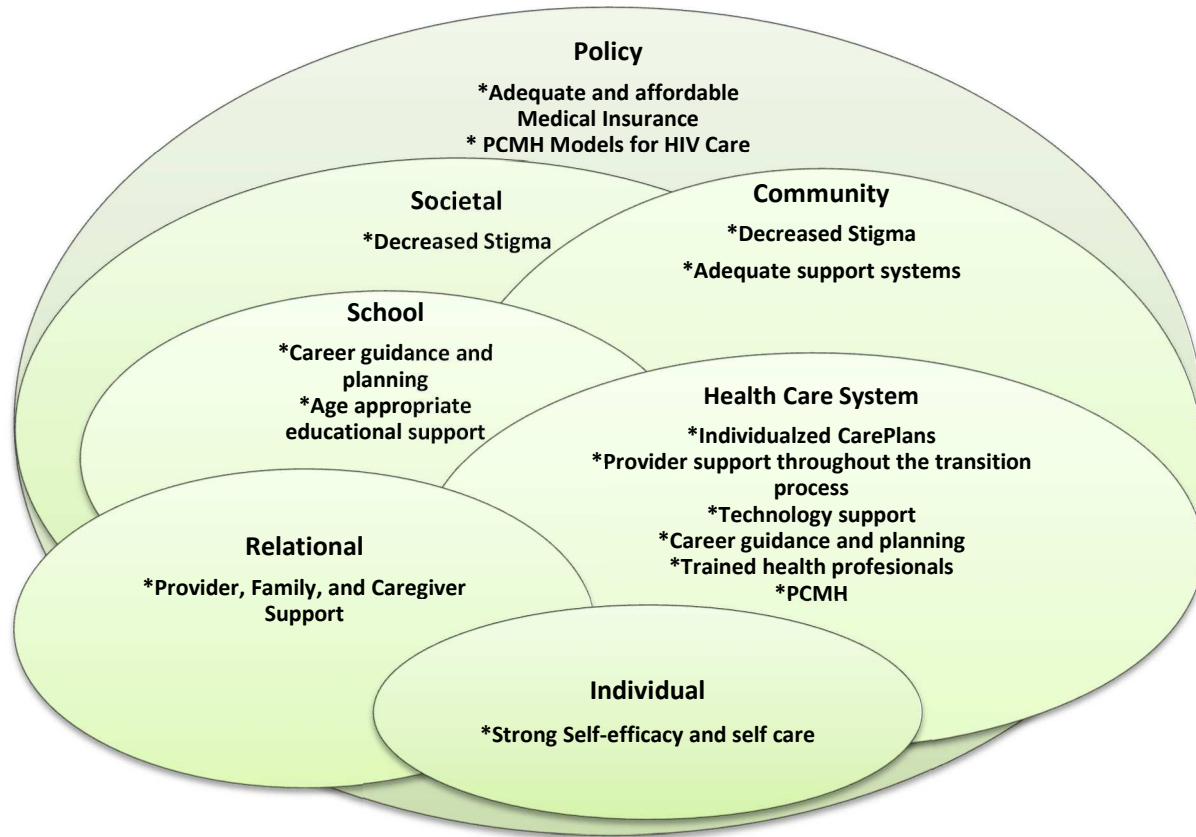 Policy
*Adequate and affordable
Medical Insurance
* PCMH Models for HIV Care
Societal
*Decreased Stigma
Community
*Decreased Stigma
*Adequate support systems
School
*Career guidance and
planning
*Age appropriate
educational support
Health Care System
*Individualzed CarePlans
*Provider support throughout the transition
process
*Technology support
*Career guidance and planning
*Trained health profesionals
*PCMH
Relational
*Provider, Family, and Caregiver
Support
Individual
*Strong Self-efficacy and self care